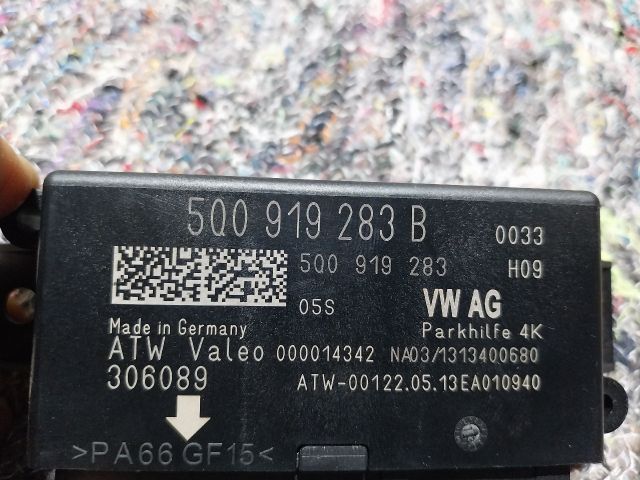 5Q0 919 283 B 0033
5Q0 919 283 H09
05S VW AG
Made in Germany Parkhilfe 4K
ATW Valeo 000014342 NA03/1313400680
306089 ATW-00122.05.13EA010940
>PA66 GF15<